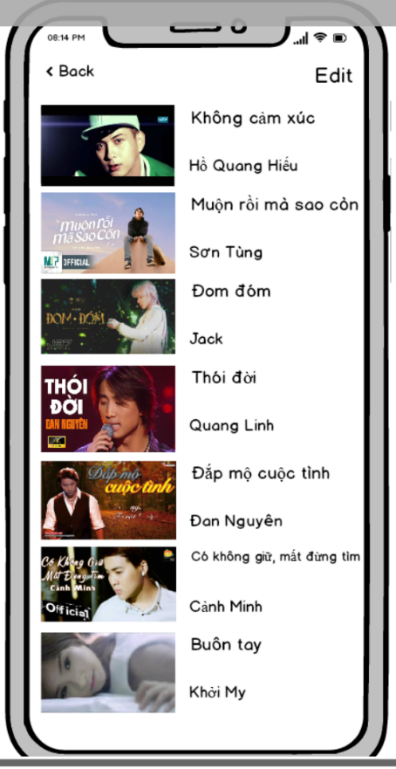 08:14 PM
< Back
Edit
Không cảm xúc
Hồ Quang Hiếu
muộn rồi
mà Sao Còn
OFFICIAL
Muộn rồi mà sao còn
Sơn Tùng
ĐOM ĐÓM
Đom đóm
Jack
THÓI
ĐỜI
ĐAN NGUYÊN
Thói đời
Quang Linh
Đắp mộ
cuộc tình
Đắp mộ cuộc tình
Đan Nguyên
Có Không Giữ
Mất Đừng Tìm
Cảnh Minh
Official
Có không giữ, mất đừng tìm
Cảnh Minh
Buôn tay
Khởi My